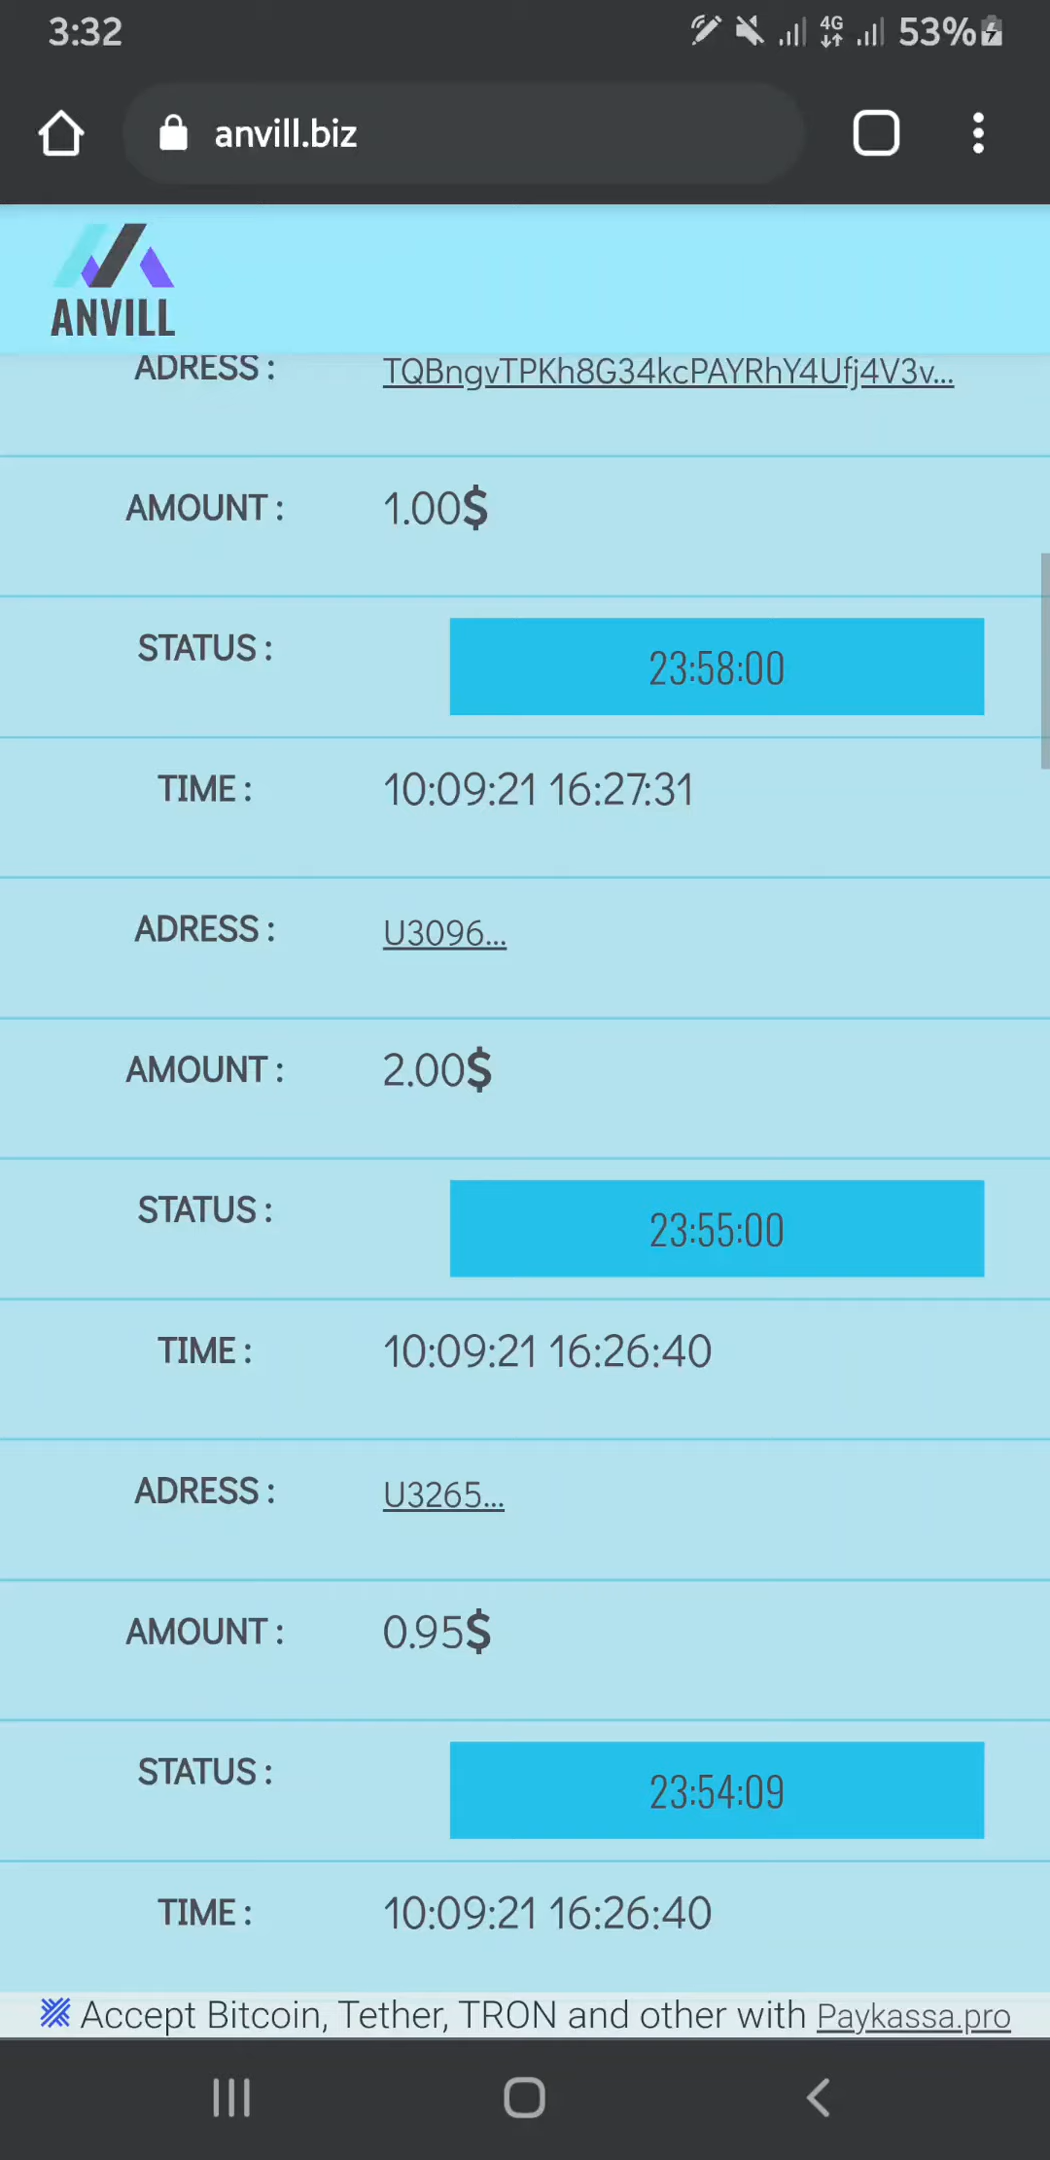 3:32 4G 53%
anvill.biz
ANVILL
ADRESS : TQBngvTPKh8G34kcPAYRhY4Ufj4V3v...
AMOUNT : 1.00$
STATUS : 23:58:00
TIME : 10:09:21 16:27:31
ADRESS : U3096...
AMOUNT : 2.00$
STATUS : 23:55:00
TIME : 10:09:21 16:26:40
ADRESS : U3265...
AMOUNT : 0.95$
STATUS : 23:54:09
TIME : 10:09:21 16:26:40
Accept Bitcoin, Tether, TRON and other with Paykassa.pro